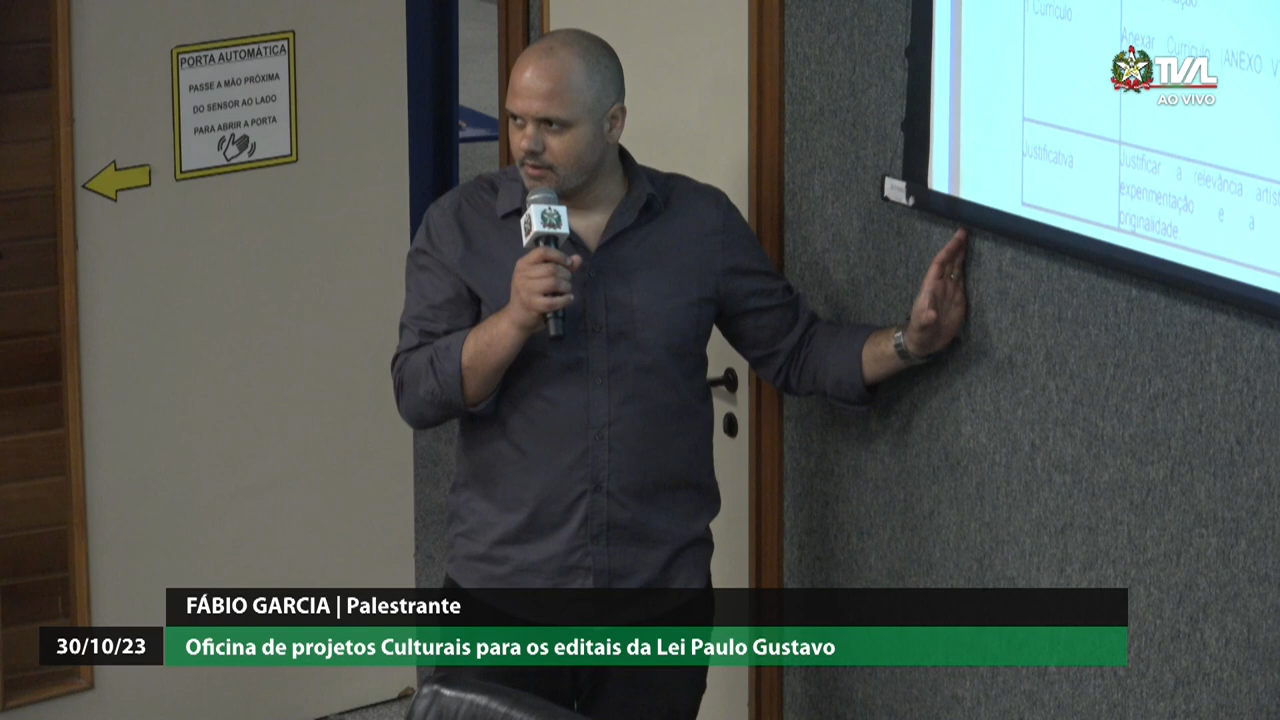 PORTA AUTOMÁTICA
PASSE A MÃO PRÓXIMA
DO SENSOR AO LADO
PARA ABRIR A PORTA
Currículo
Anexar Currículo (ANEXO V
Justificativa
Justificar a relevância
experimentação e a
originalidade
TVAL
AO VIVO
FÁBIO GARCIA | Palestrante
30/10/23
Oficina de projetos Culturais para os editais da Lei Paulo Gustavo